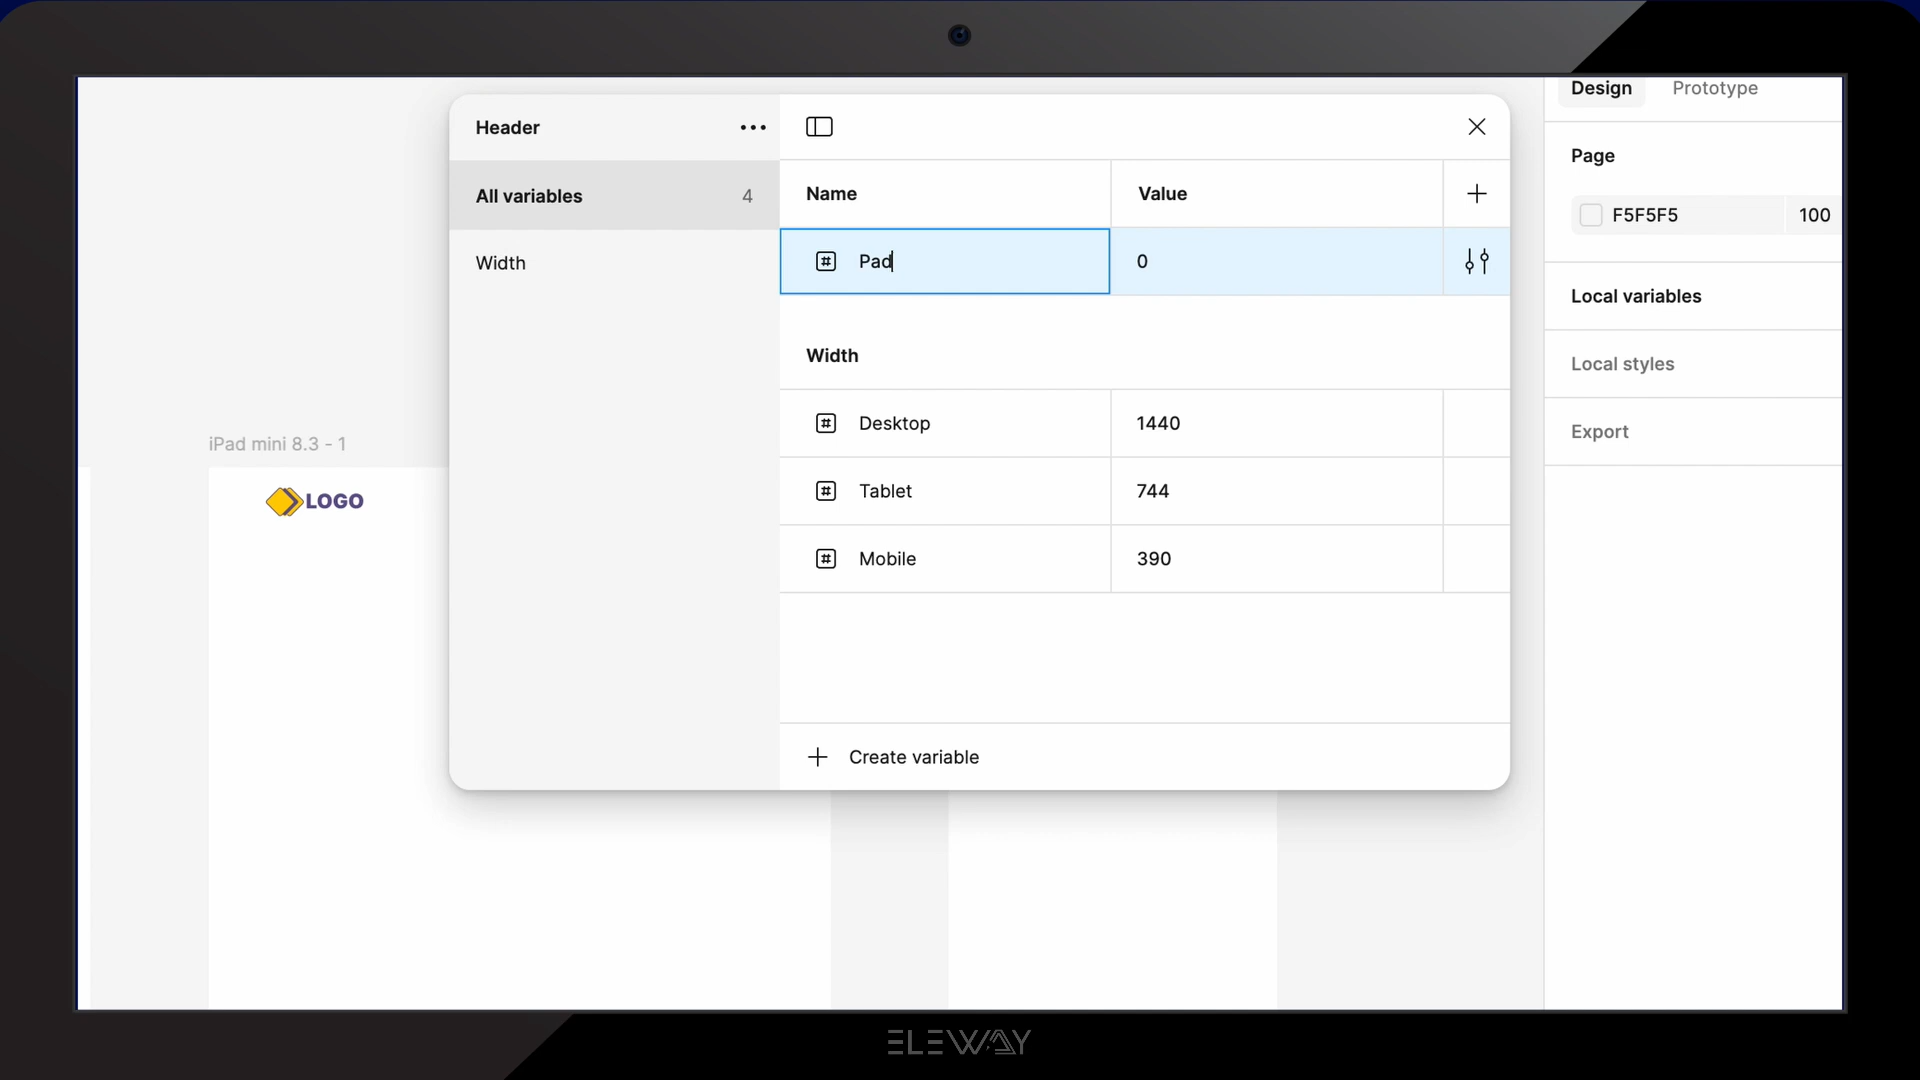 Design
Prototype
Header
Page
All variables
4
Name
Value
F5F5F5
100
Width
Pad
0
Local variables
Width
Local styles
Desktop
1440
Export
iPad mini 8.3 - 1
LOGO
Tablet
744
Mobile
390
Create variable
ELEWAY